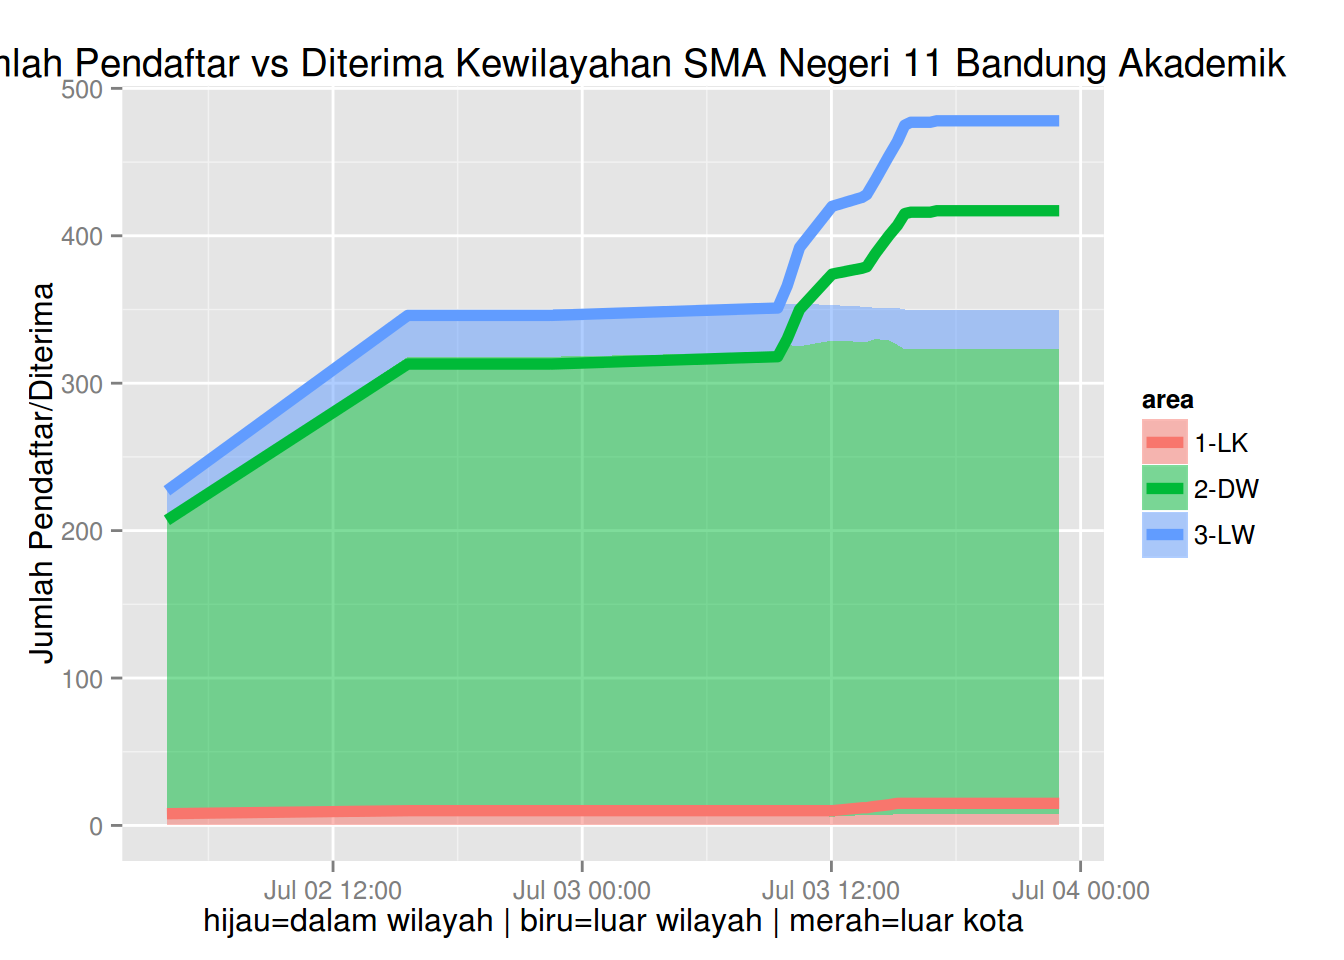 mlah Pendaftar vs Diterima Kewilayahan SMA Negeri 11 Bandung Akademik
500
400
300
200
100
0
Jumlah Pendaftar/Diterima
Jul 02 12:00
Jul 03 00:00
Jul 03 12:00
Jul 04 00:00
hijau=dalam wilayah | biru=luar wilayah | merah=luar kota
area
1-LK
2-DW
3-LW